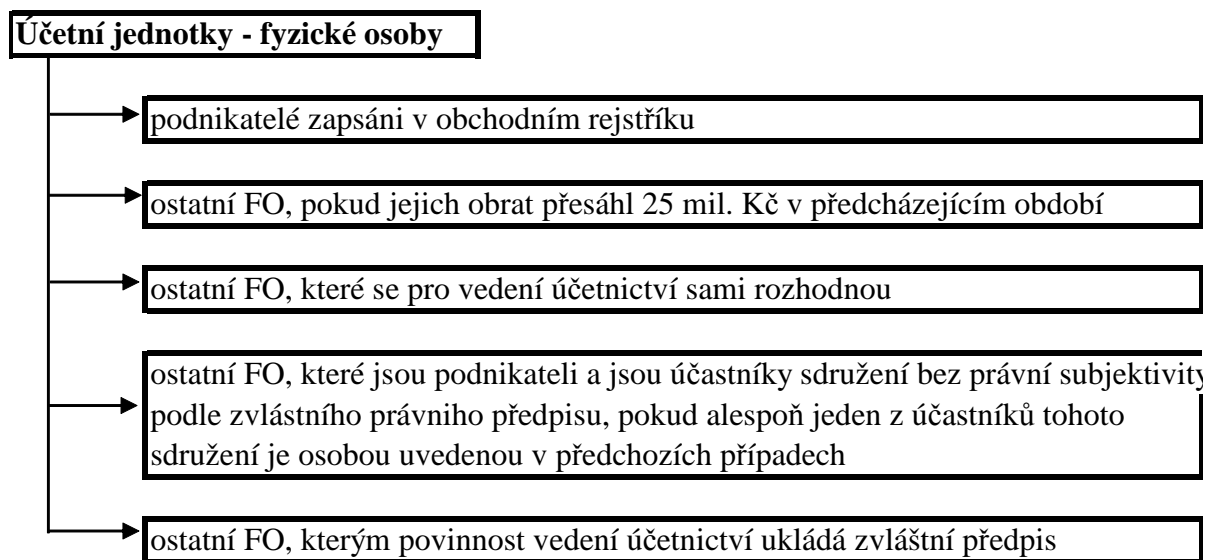 Účetní jednotky - fyzické osoby
podnikatelé zapsáni v obchodním rejstříku
ostatní FO, pokud jejich obrat přesáhl 25 mil. Kč v předcházejícím období
ostatní FO, které se pro vedení účetnictví sami rozhodnou
ostatní FO, které jsou podnikateli a jsou účastníky sdružení bez právní subjektivity
podle zvlástního právniho předpisu, pokud alespoň jeden z účastníků tohoto
sdružení je osobou uvedenou v předchozích případech
ostatní FO, kterým povinnost vedení účetnictví ukládá zvláštní předpis